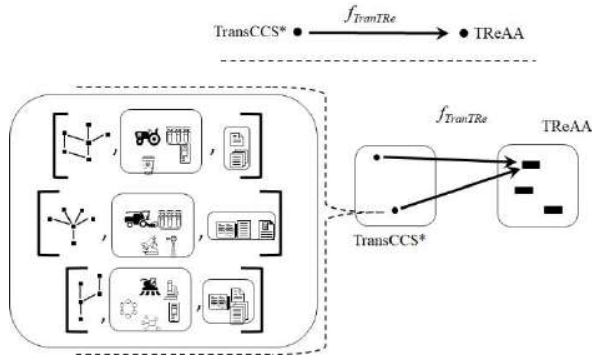 f_TranTRe
TransCCS* TReAA
f_TranTRe
TReAA
TransCCS*
[ , , ]
[ , , ]
[ , , ]